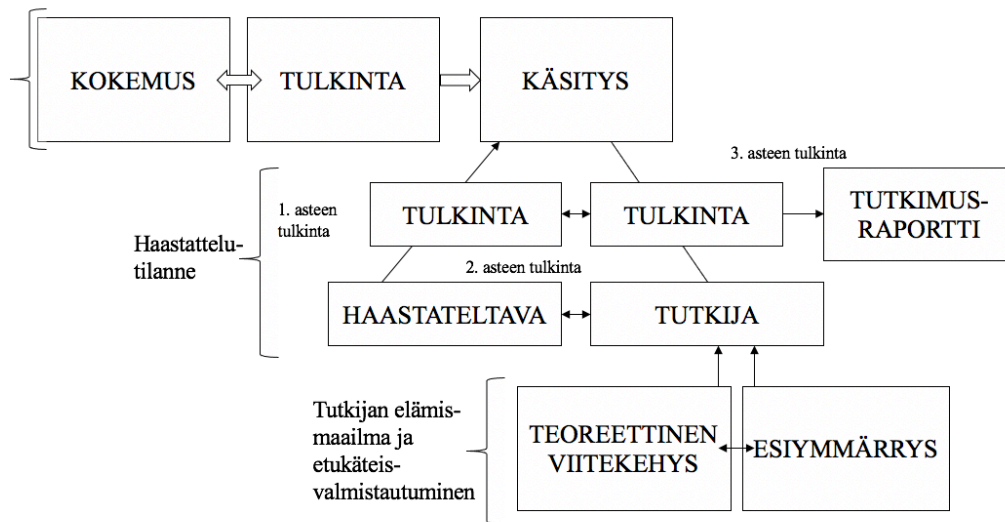 KOKEMUS
TULKINTA
KÄSITYS
3. asteen tulkinta
1. asteen
tulkinta
TULKINTA
TULKINTA
TUTKIMUS-
RAPORTTI
Haastattelu-
tilanne
2. asteen tulkinta
HAASTATELTAVA
TUTKIJA
Tutkijan elämis-
maailma ja
etukäteis-
valmistautuminen
TEOREETTINEN
VIITEKEHYS
ESIYMMÄRRYS